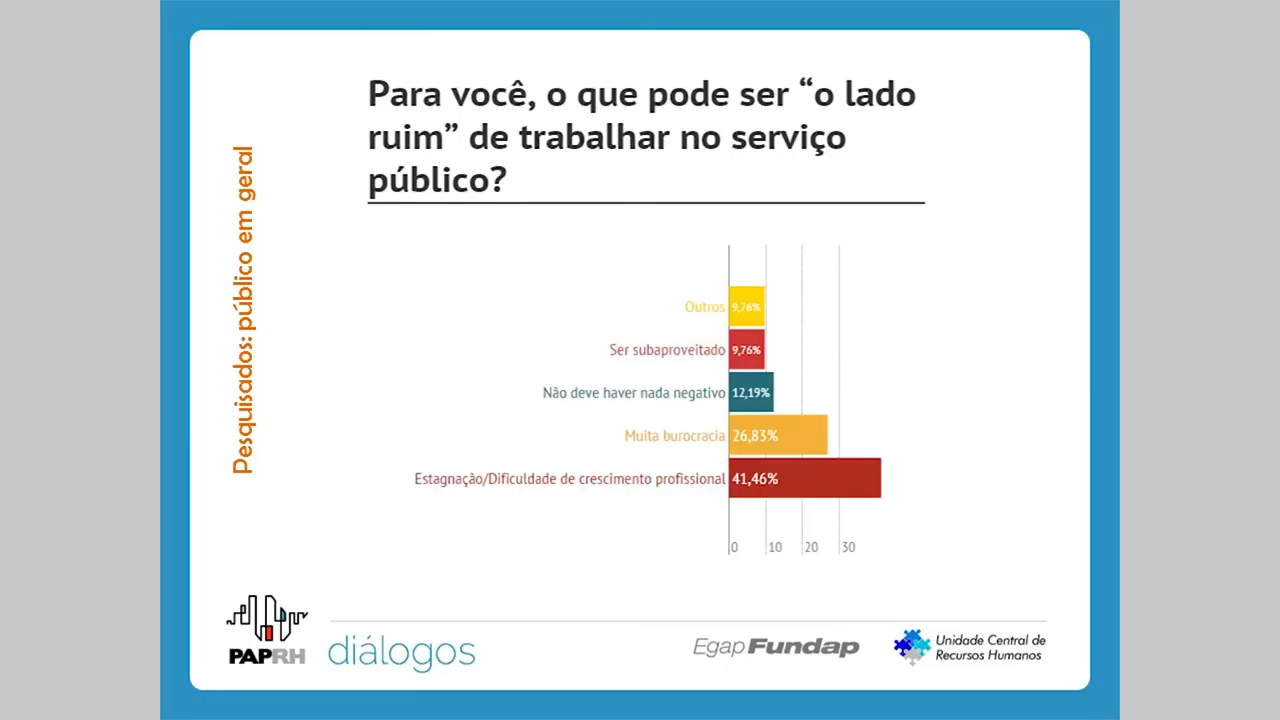 Para você, o que pode ser “o lado
ruim” de trabalhar no serviço
público?
Pesquisados: público em geral
Outros 9,76%
Ser subaproveitado 9,76%
Não deve haver nada negativo 12,19%
Muita burocracia 26,83%
Estagnação/Dificuldade de crescimento profissional 41,46%
0 10 20 30
PAPRH
diálogos
Egap Fundap
Unidade Central de
Recursos Humanos